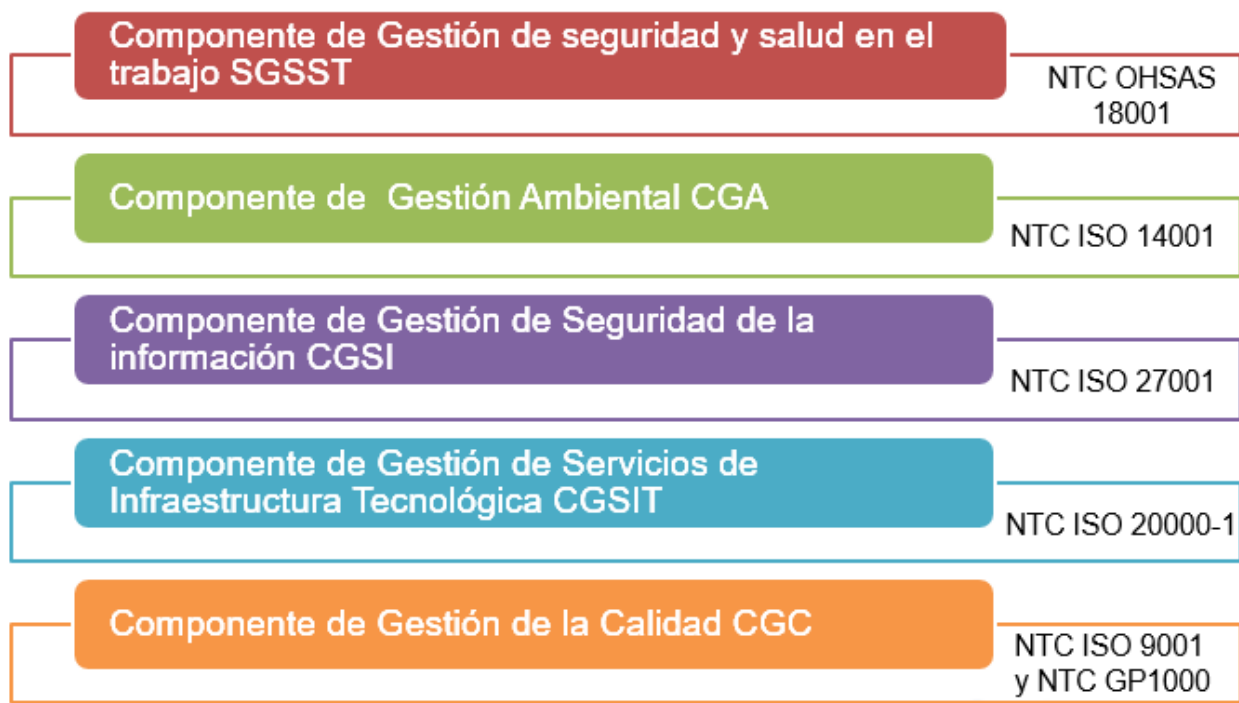 Componente de Gestión de seguridad y salud en el
trabajo SGSST
NTC OHSAS
18001
Componente de Gestión Ambiental CGA
NTC ISO 14001
Componente de Gestión de Seguridad de la
información CGSI
NTC ISO 27001
Componente de Gestión de Servicios de
Infraestructura Tecnológica CGSIT
NTC ISO 20000-1
Componente de Gestión de la Calidad CGC
NTC ISO 9001
y NTC GP1000